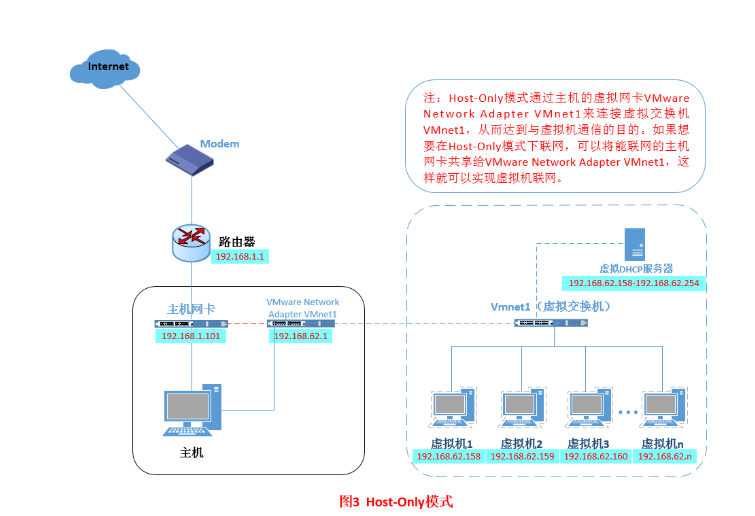 Internet
Modem
注：Host-Only模式通过主机的虚拟网卡VMware
Network Adapter VMnet1来连接虚拟交换机
VMnet1，从而达到与虚拟机通信的目的。如果想
要在Host-Only模式下联网，可以将能联网的主机
网卡共享给VMware Network Adapter VMnet1，这
样就可以实现虚拟机联网。
路由器
192.168.1.1
虚拟DHCP服务器
192.168.62.158-192.168.62.254
主机网卡
192.168.1.101
VMware Network
Adapter VMnet1
192.168.62.1
Vmnet1（虚拟交换机）
主机
虚拟机1
192.168.62.158
虚拟机2
192.168.62.159
虚拟机3
192.168.62.160
...
虚拟机n
192.168.62.n
图3 Host-Only模式